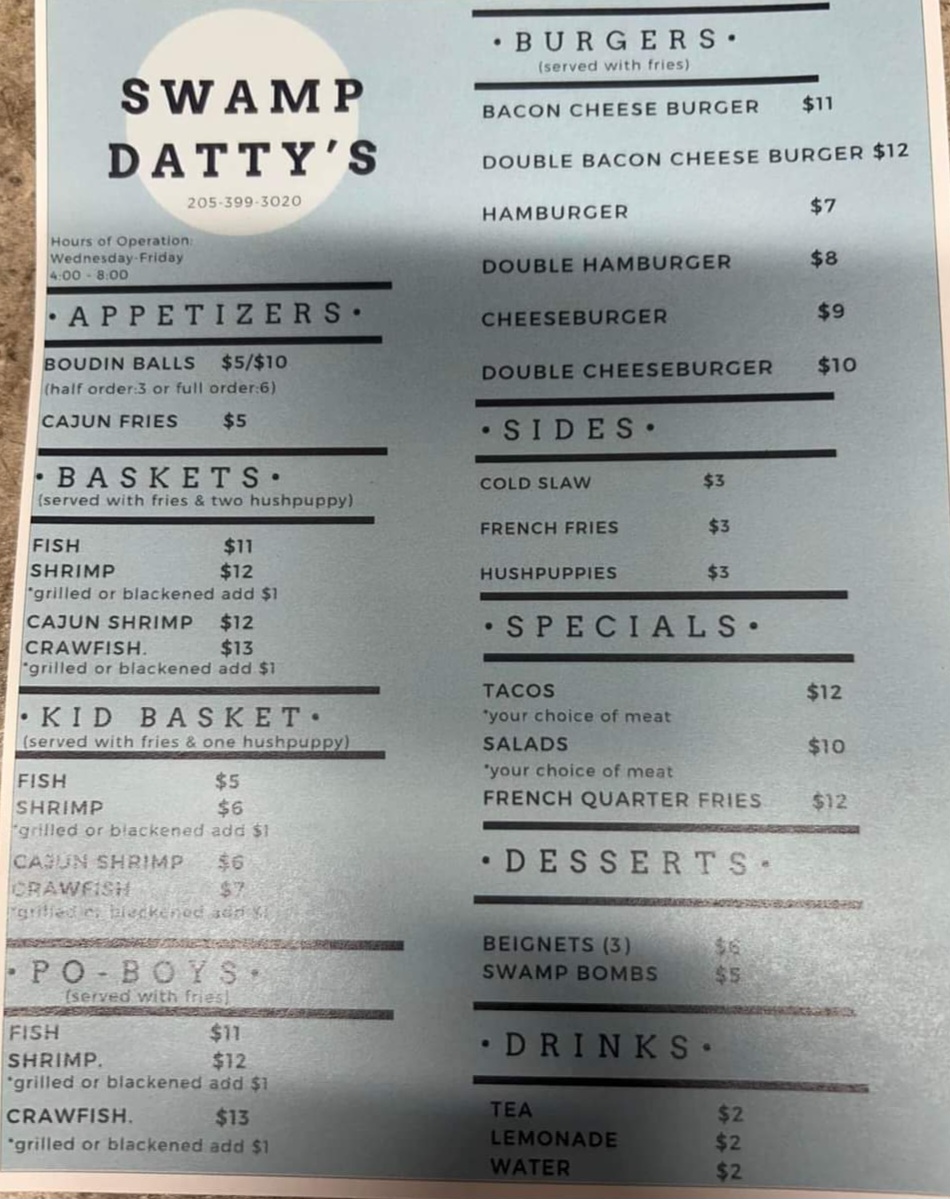 SWAMP
DATTY'S
205-399-3020
Hours of Operation:
Wednesday-Friday
4:00 - 8:00
·APPETIZERS·
BOUDIN BALLS $5/$10
(half order:3 or full order:6)
CAJUN FRIES $5
·BASKETS·
(served with fries & two hushpuppy)
FISH $11
SHRIMP $12
*grilled or blackened add $1
CAJUN SHRIMP $12
CRAWFISH. $13
*grilled or blackened add $1
·KID BASKET·
(served with fries & one hushpuppy)
FISH $5
SHRIMP $6
*grilled or blackened add $1
CAJUN SHRIMP $6
CRAWFISH $7
*grilled or blackened add $1
·PO-BOYS·
(served with fries)
FISH $11
SHRIMP. $12
*grilled or blackened add $1
CRAWFISH. $13
*grilled or blackened add $1
·BURGERS·
(served with fries)
BACON CHEESE BURGER $11
DOUBLE BACON CHEESE BURGER $12
HAMBURGER $7
DOUBLE HAMBURGER $8
CHEESEBURGER $9
DOUBLE CHEESEBURGER $10
·SIDES·
COLD SLAW $3
FRENCH FRIES $3
HUSHPUPPIES $3
·SPECIALS·
TACOS $12
*your choice of meat
SALADS $10
*your choice of meat
FRENCH QUARTER FRIES $12
·DESSERTS·
BEIGNETS (3) $6
SWAMP BOMBS $5
·DRINKS·
TEA $2
LEMONADE $2
WATER $2